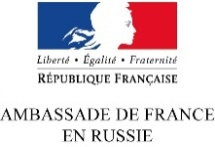 Liberté • Égalité • Fraternité
RÉPUBLIQUE FRANÇAISE
AMBASSADE DE FRANCE
EN RUSSIE